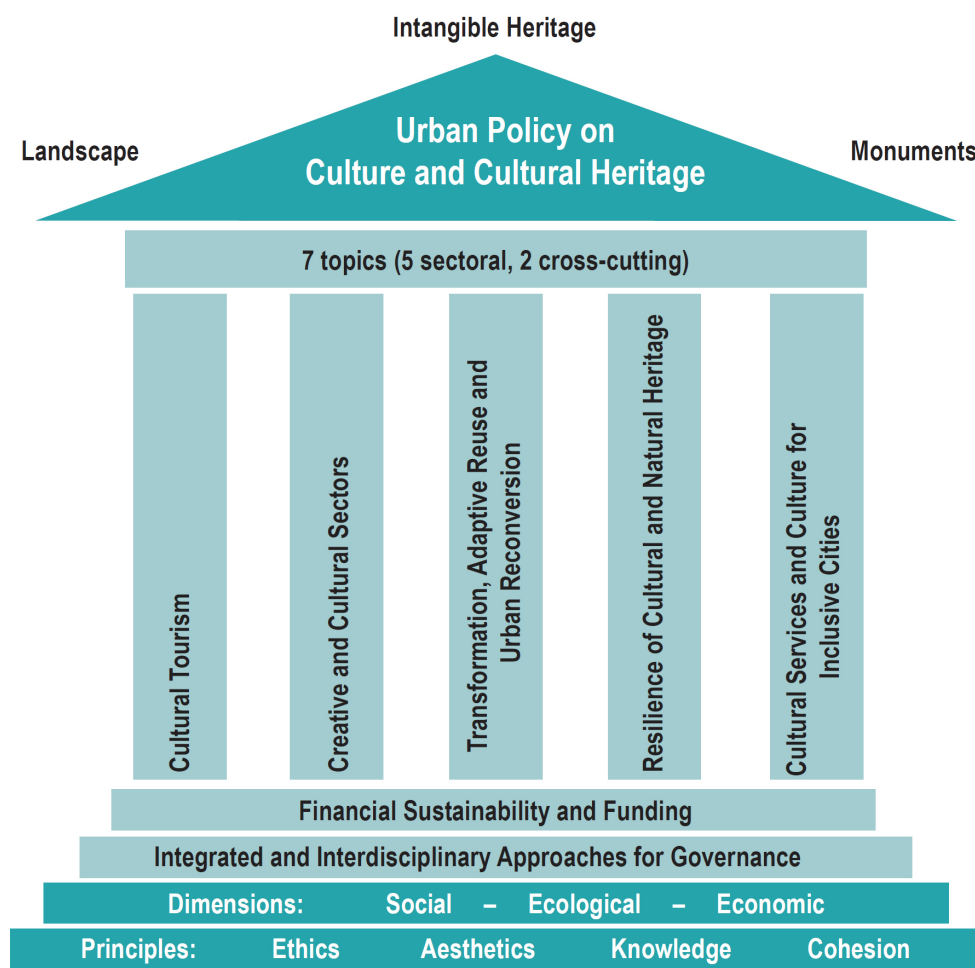 Intangible Heritage
Landscape
Monuments
Urban Policy on
Culture and Cultural Heritage
7 topics (5 sectoral, 2 cross-cutting)
Cultural Tourism
Creative and Cultural Sectors
Transformation, Adaptive Reuse and
Urban Reconversion
Resilience of Cultural and Natural Heritage
Cultural Services and Culture for
Inclusive Cities
Financial Sustainability and Funding
Integrated and Interdisciplinary Approaches for Governance
Dimensions: Social – Ecological – Economic
Principles: Ethics Aesthetics Knowledge Cohesion